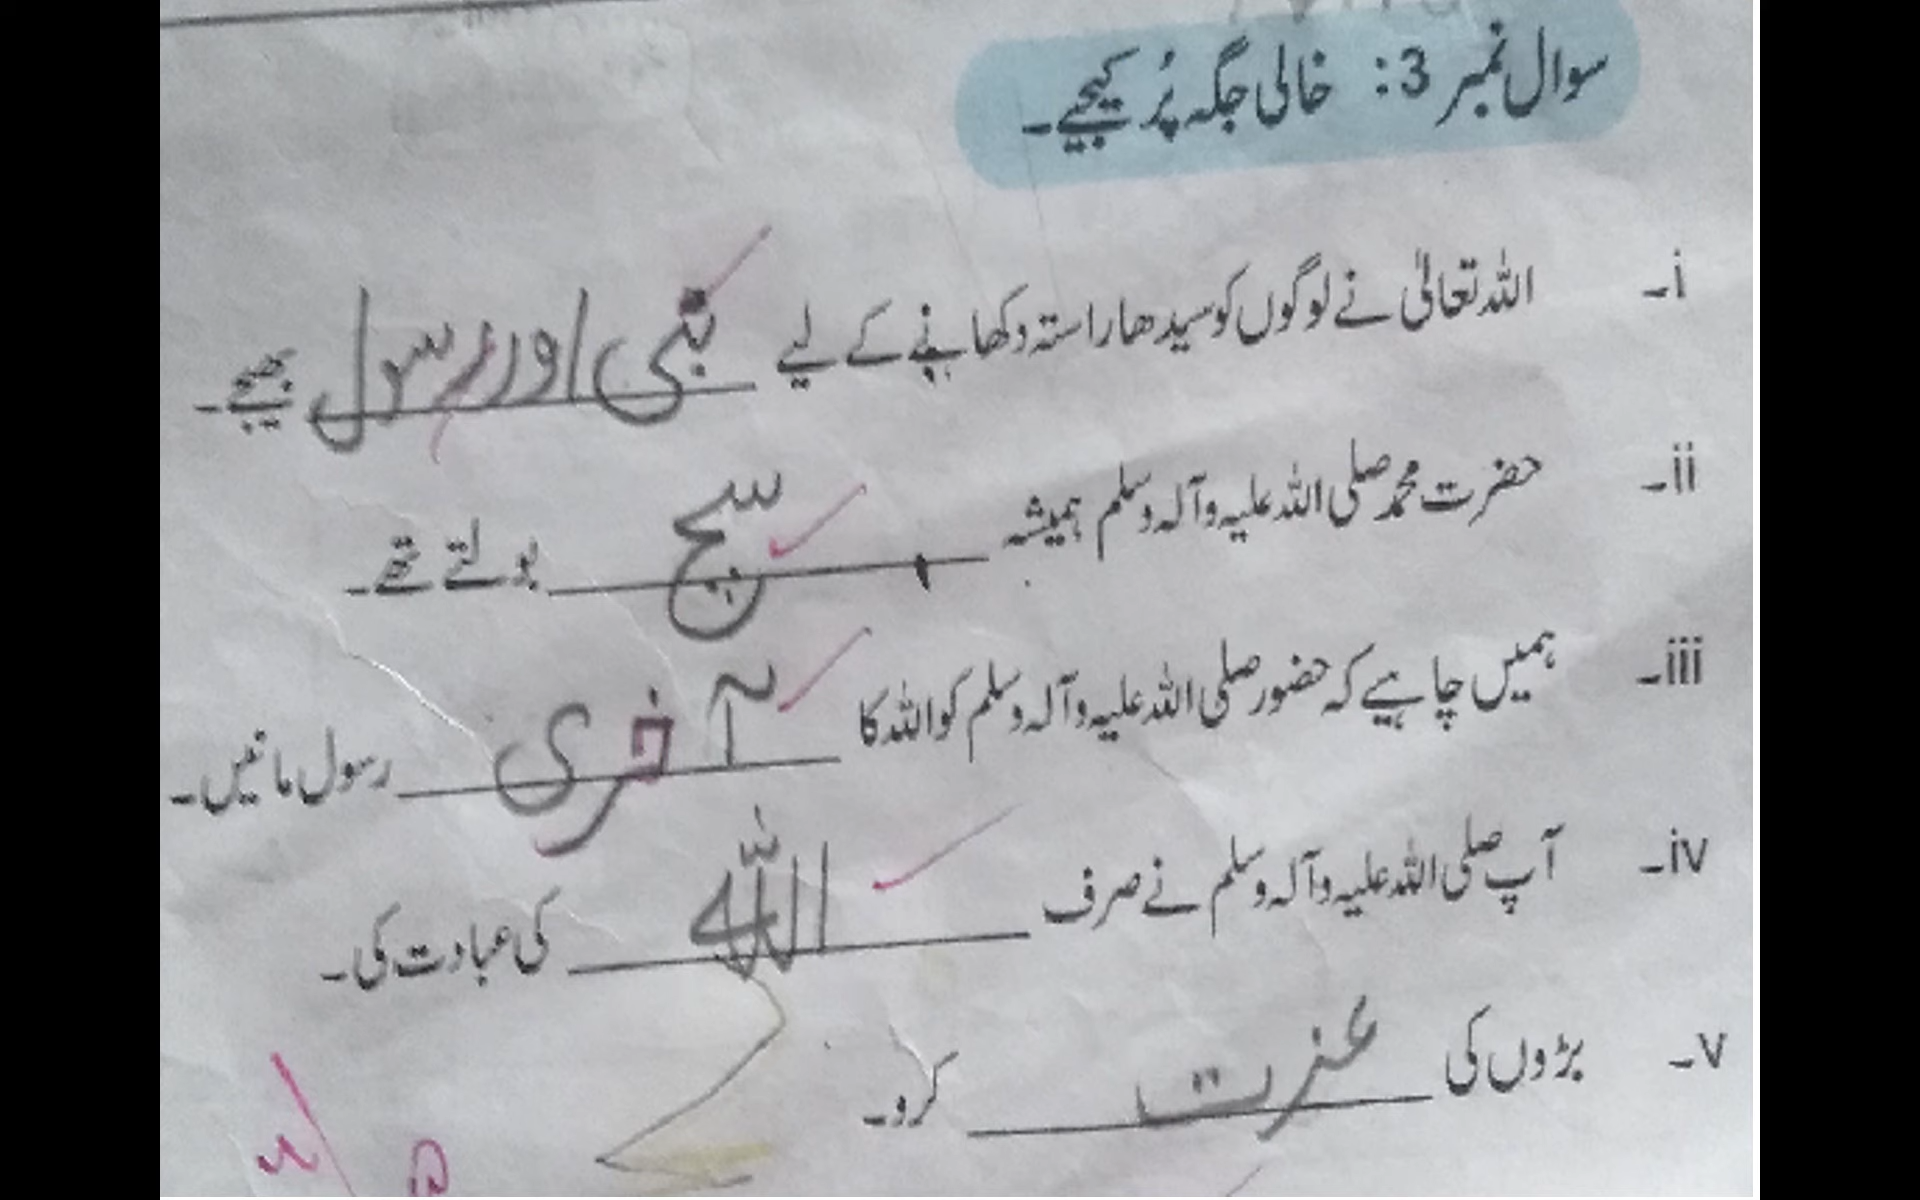 سوال نمبر 3: خالی جگہ پُر کیجیے۔
i۔ اللہ تعالیٰ نے لوگوں کو سیدھا راستہ دکھانے کے لیے نبی اور رسول بھیجے۔
ii۔ حضرت محمد صلی اللہ علیہ وآلہ وسلم ہمیشہ سچ بولتے تھے۔
iii۔ ہمیں چاہیے کہ حضور صلی اللہ علیہ وآلہ وسلم کو اللہ کا آخری رسول مانیں۔
iv۔ آپ صلی اللہ علیہ وآلہ وسلم نے صرف اللہ کی عبادت کی۔
v۔ بڑوں کی عزت کرو۔